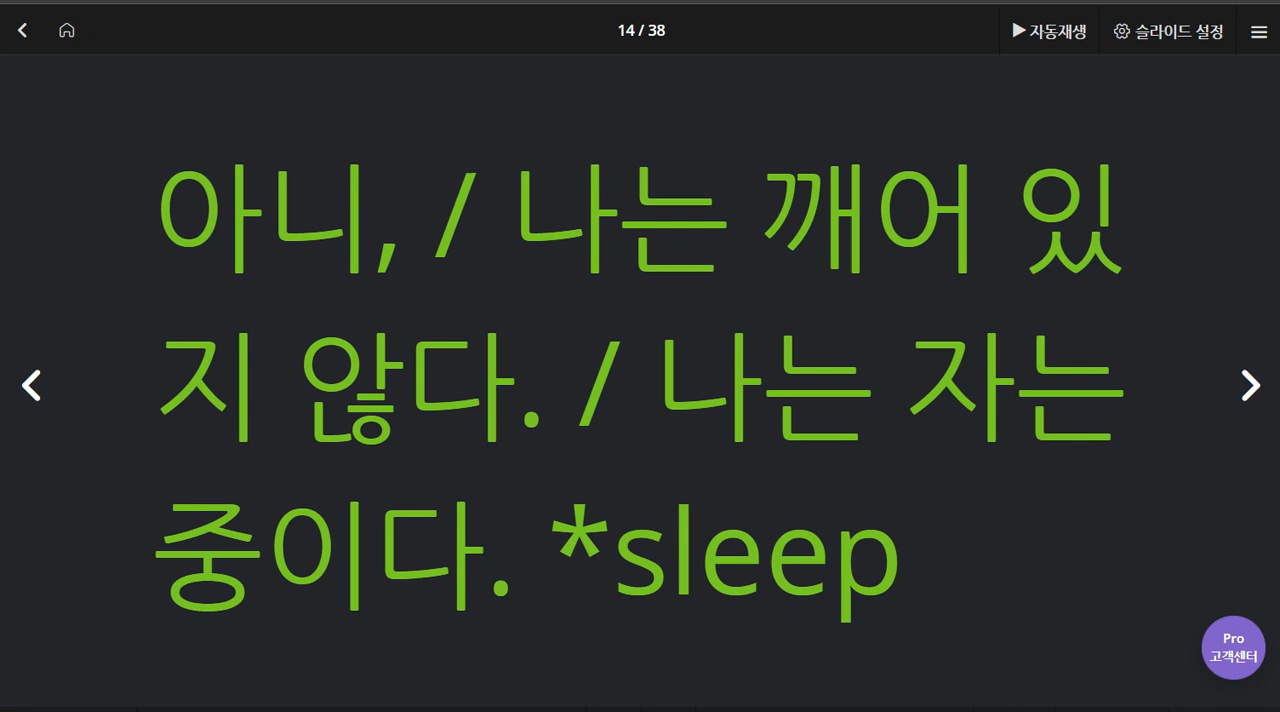 14 / 38
▶ 자동재생
슬라이드 설정
아니, / 나는 깨어 있
지 않다. / 나는 자는
중이다. *sleep
Pro
고객센터